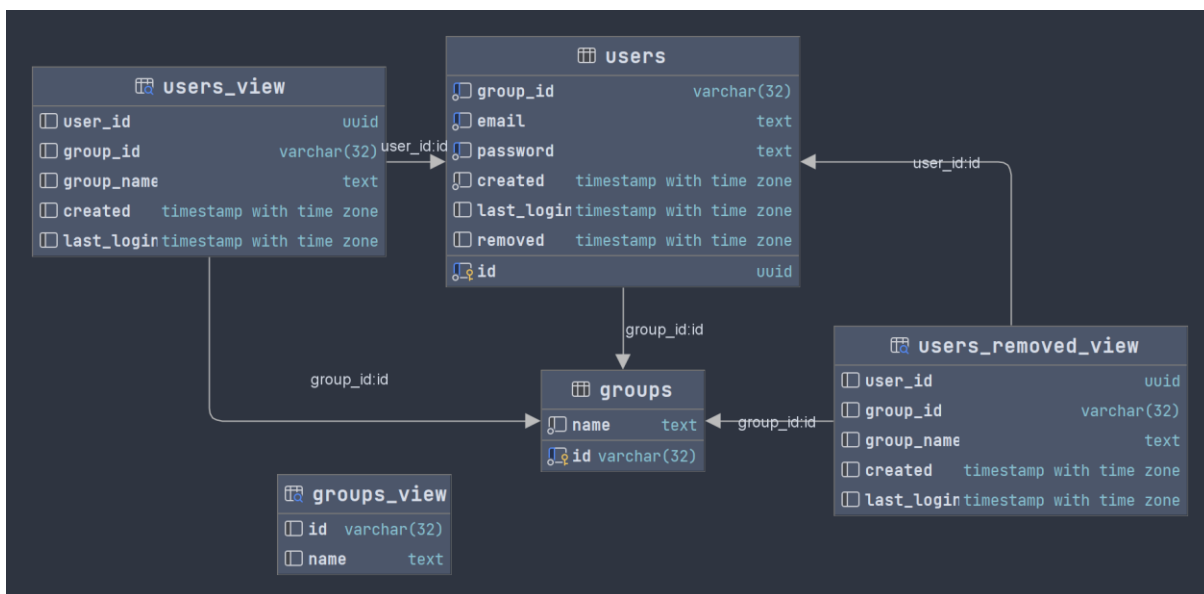 users_view
user_id uuid
group_id varchar(32)
group_name text
created timestamp with time zone
last_login timestamp with time zone
user_id:id
users
group_id varchar(32)
email text
password text
created timestamp with time zone
last_login timestamp with time zone
removed timestamp with time zone
id uuid
user_id:id
group_id:id
group_id:id
groups
name text
id varchar(32)
group_id:id
users_removed_view
user_id uuid
group_id varchar(32)
group_name text
created timestamp with time zone
last_login timestamp with time zone
groups_view
id varchar(32)
name text